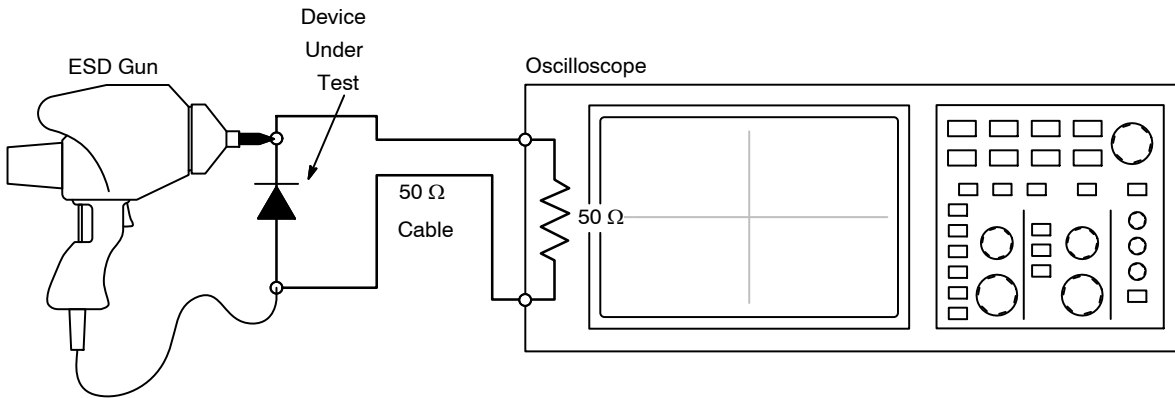 Device
Under
Test
ESD Gun
Oscilloscope
50 Ω
Cable
50 Ω